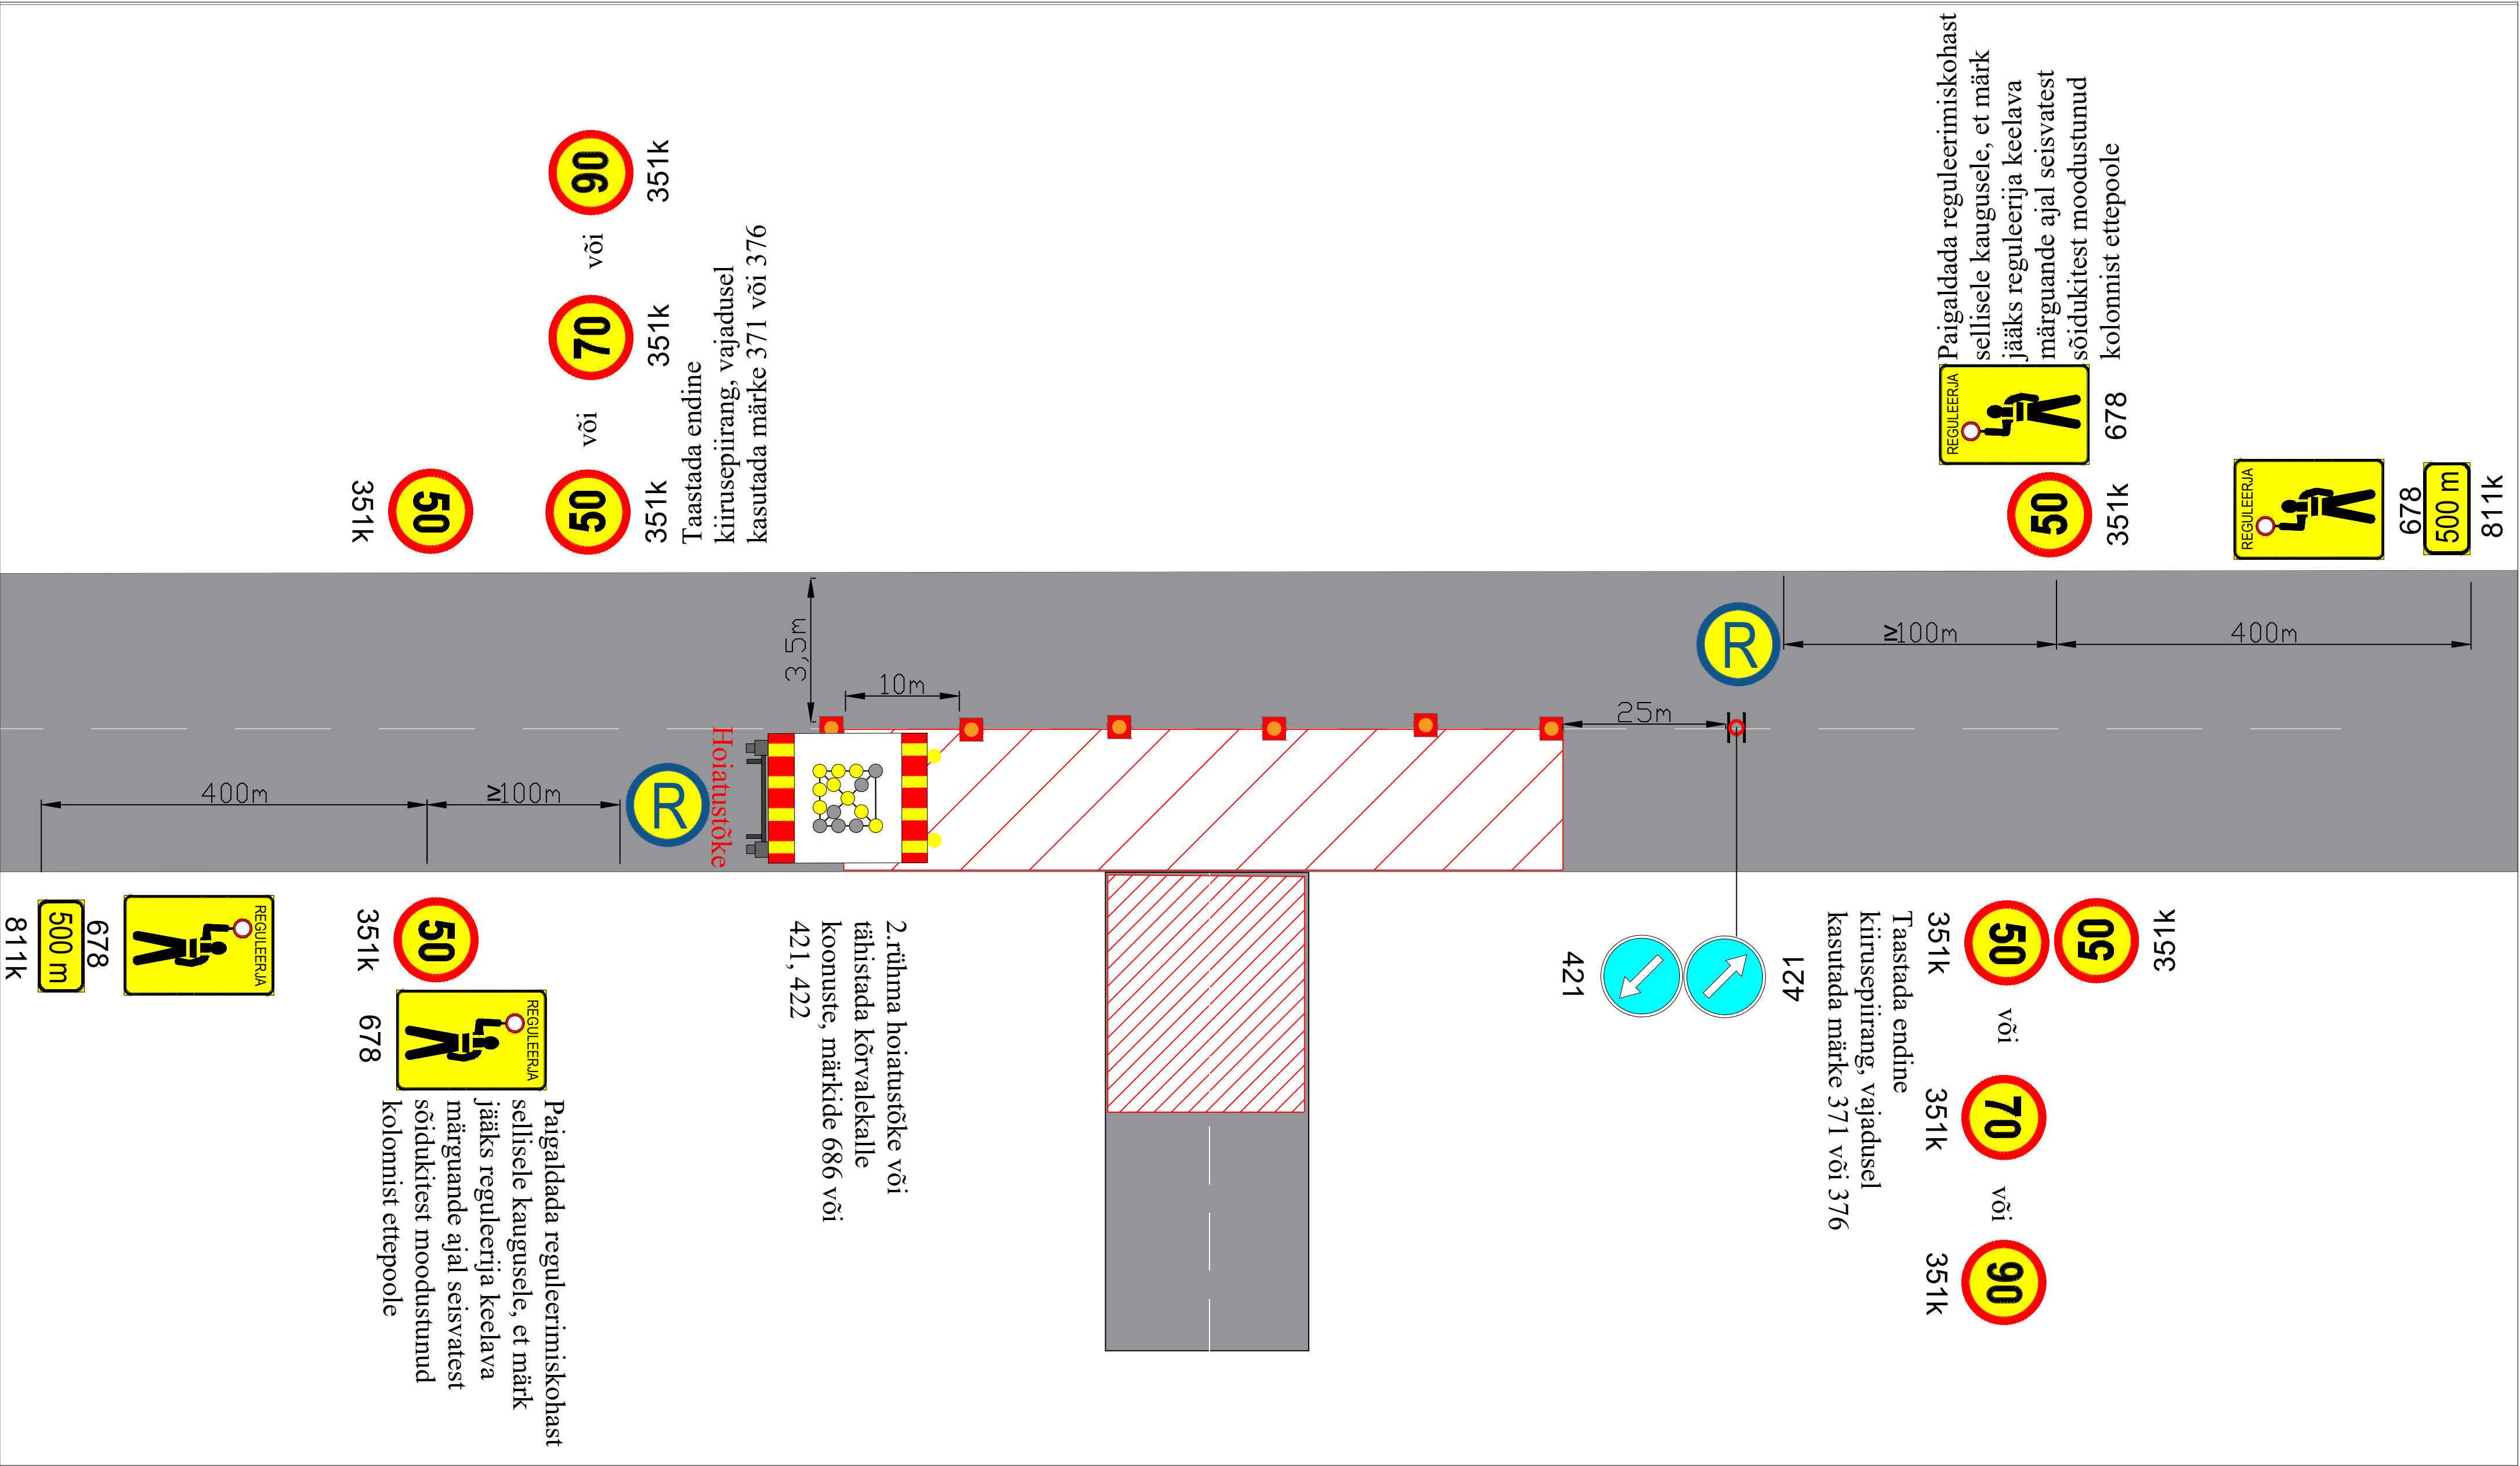 Paigaldada reguleerimiskohast
sellisele kaugusele, et märk
jääks reguleerija keelava
märguande ajal seisvatest
sõidukitest moodustunud
kolonnist ettepoole
REGULEERJA
678
50
351k
REGULEERJA
678
500 m
811k
90
351k
või
70
351k
või
50
351k
Taastada endine
kiirusepiirang, vajadusel
kasutada märke 371 või 376
50
351k
3,5m
10m
25m
R
≥100m
400m
400m
≥100m
R
Hoiatustõke
811k
500 m
678
REGULEERJA
351k
50
678
REGULEERJA
Paigaldada reguleerimiskohast
sellisele kaugusele, et märk
jääks reguleerija keelava
märguande ajal seisvatest
sõidukitest moodustunud
kolonnist ettepoole
2.rühma hoiatustõke või
tähistada kõrvalekalle
koonuste, märkide 686 või
421, 422
421
421
351k
50
50
351k
või
70
351k
või
90
351k
Taastada endine
kiirusepiirang, vajadusel
kasutada märke 371 või 376